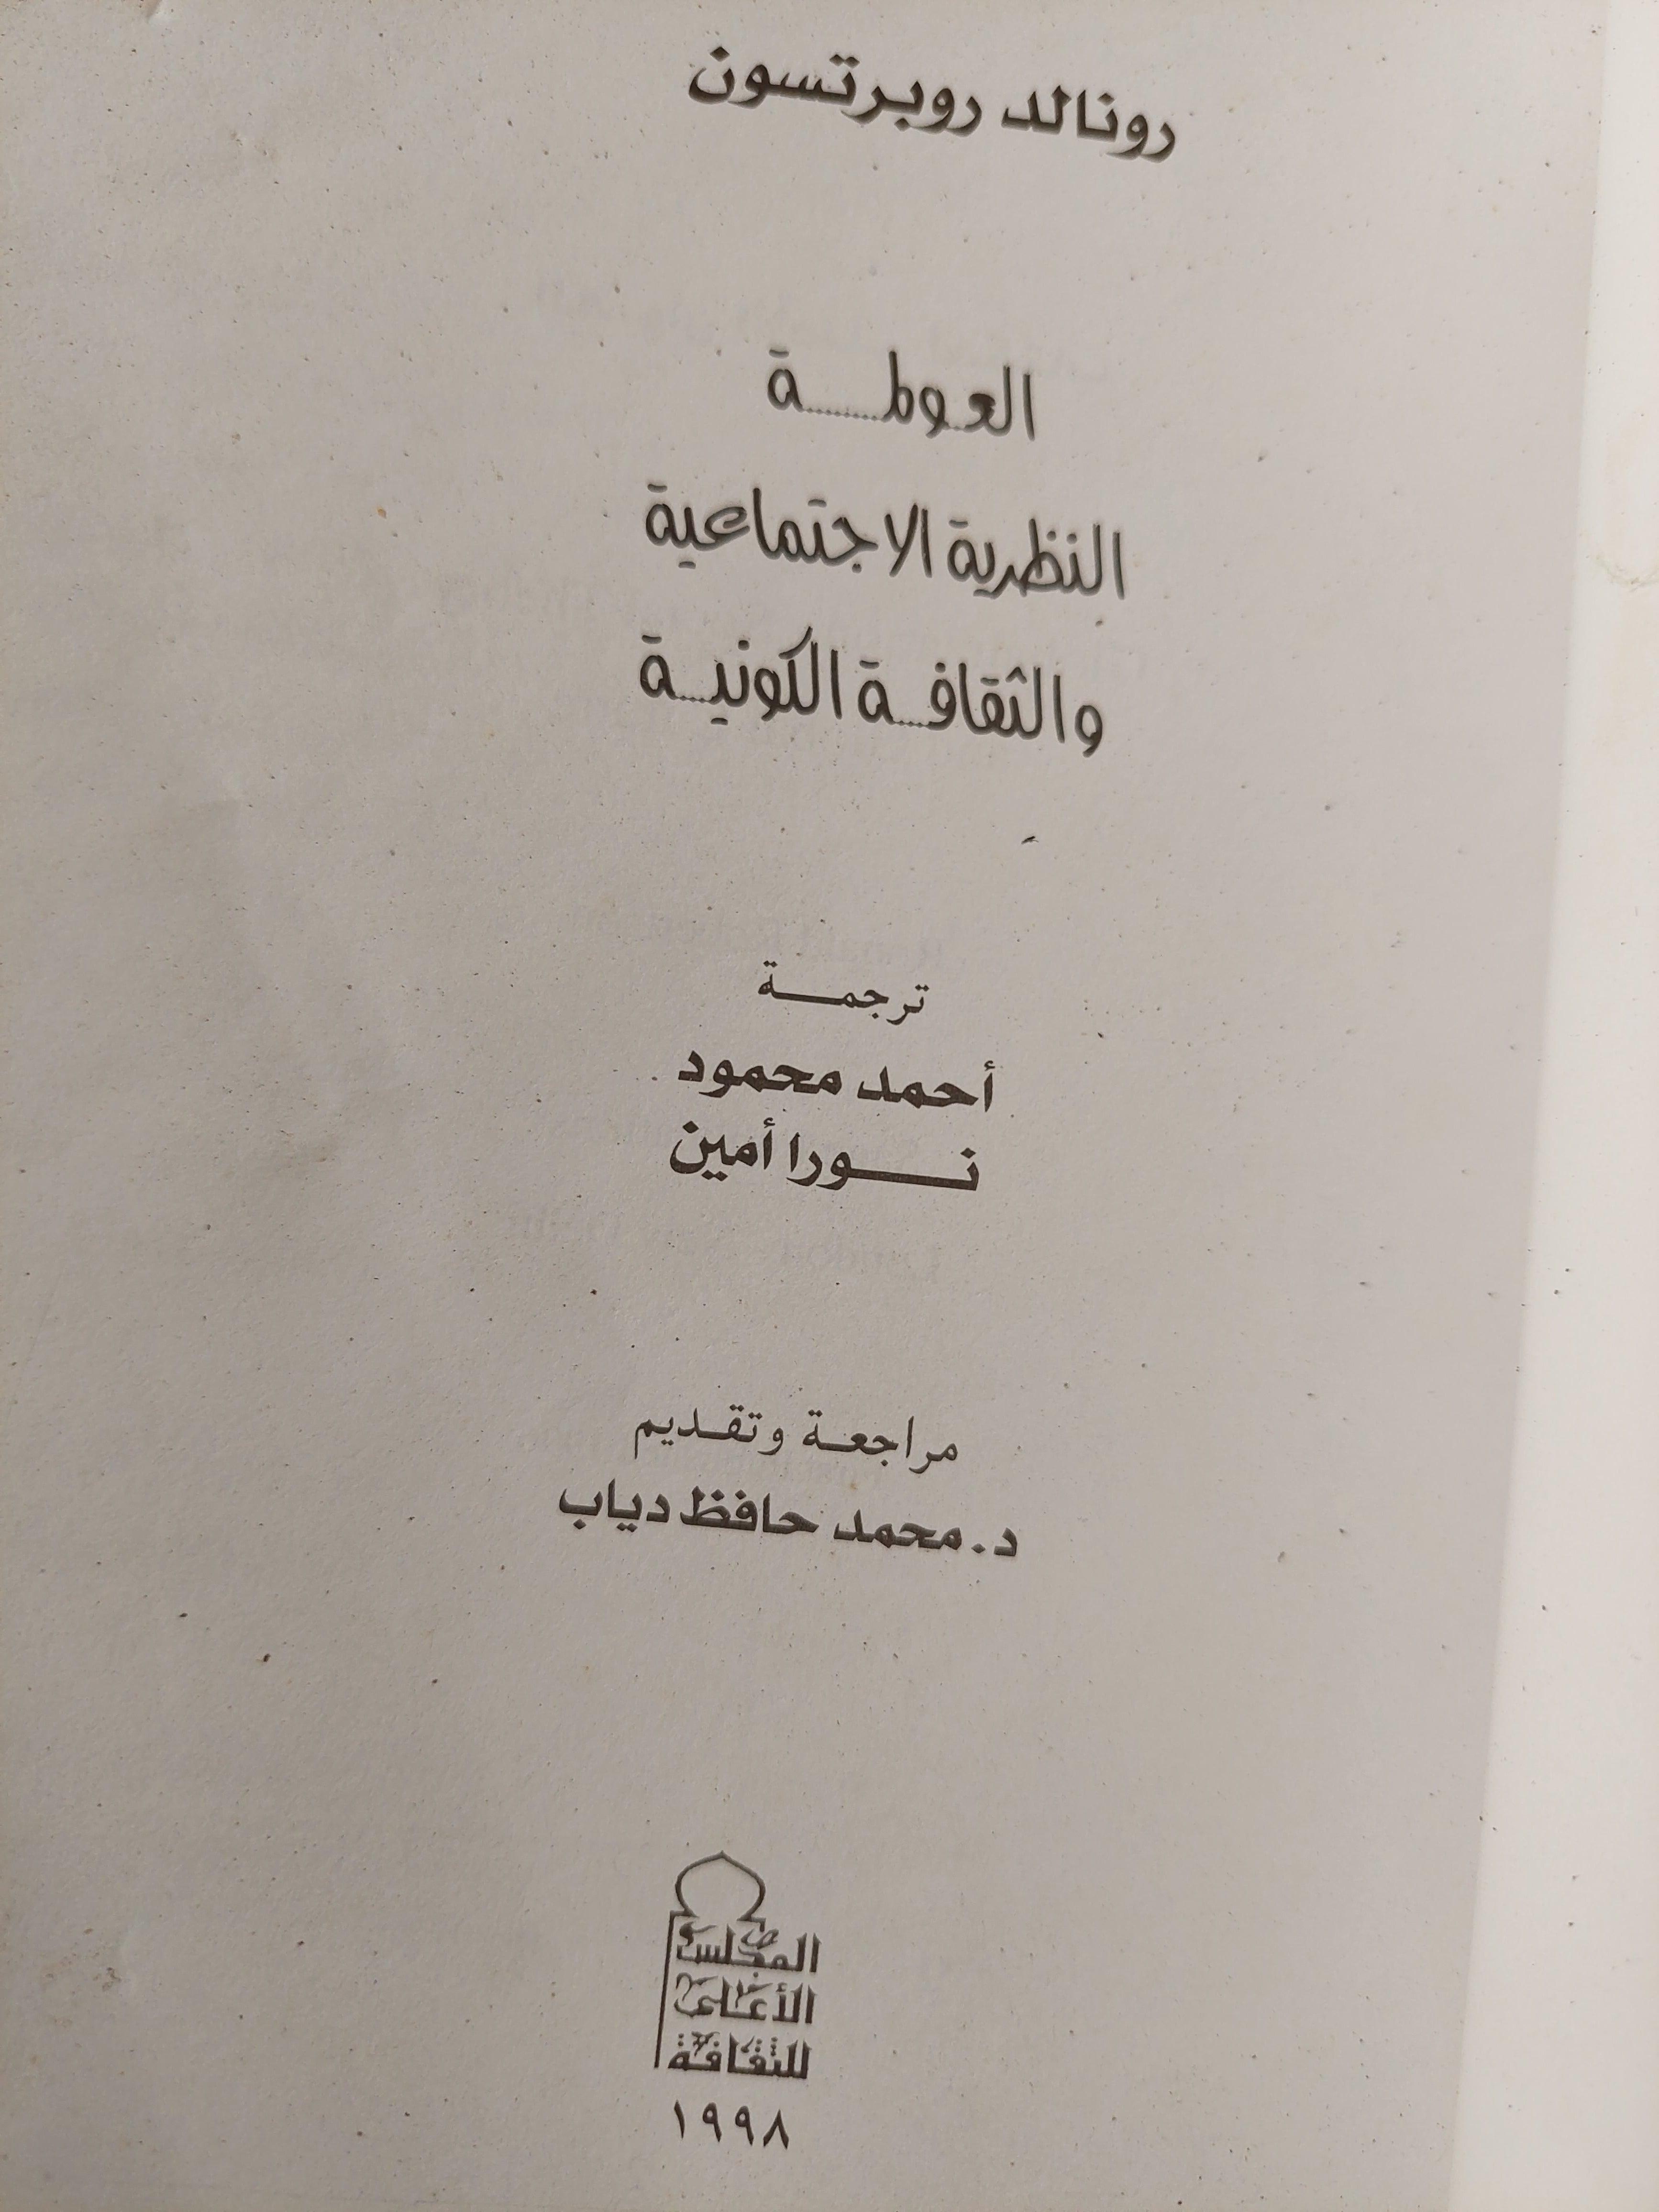 رونالد روبرتسون
العولمة
النظرية الاجتماعية
والثقافة الكونية
ترجمة
أحمد محمود
نورا أمين
مراجعة وتقديم
د. محمد حافظ دياب
المجلس
الأعلى
للثقافة
١٩٩٨